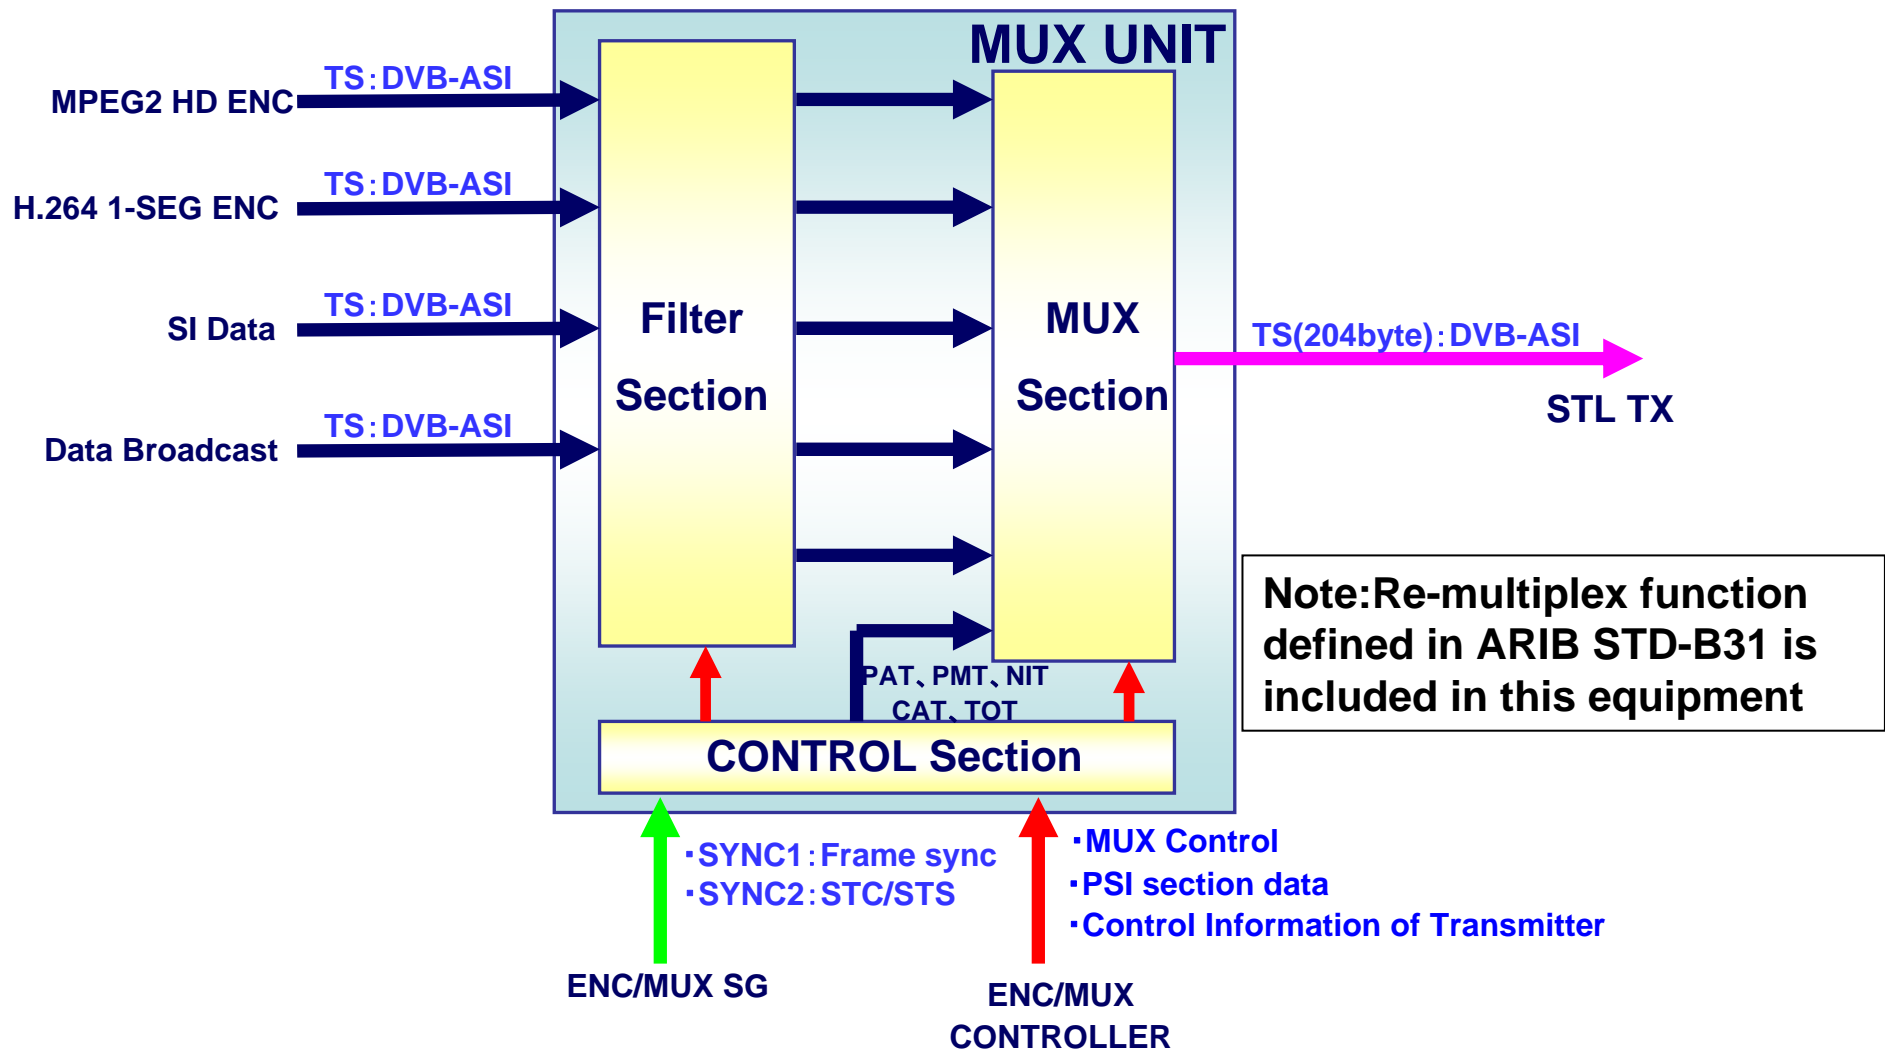 MUX UNIT
TS:DVB-ASI
MPEG2 HD ENC
TS:DVB-ASI
H.264 1-SEG ENC
TS:DVB-ASI
SI Data
TS:DVB-ASI
Data Broadcast
Filter
Section
MUX
Section
TS(204byte):DVB-ASI
STL TX
Note:Re-multiplex function
defined in ARIB STD-B31 is
included in this equipment
PAT、PMT、NIT
CAT、TOT
CONTROL Section
・SYNC1:Frame sync
・SYNC2:STC/STS
・MUX Control
・PSI section data
・Control Information of Transmitter
ENC/MUX SG
ENC/MUX
CONTROLLER